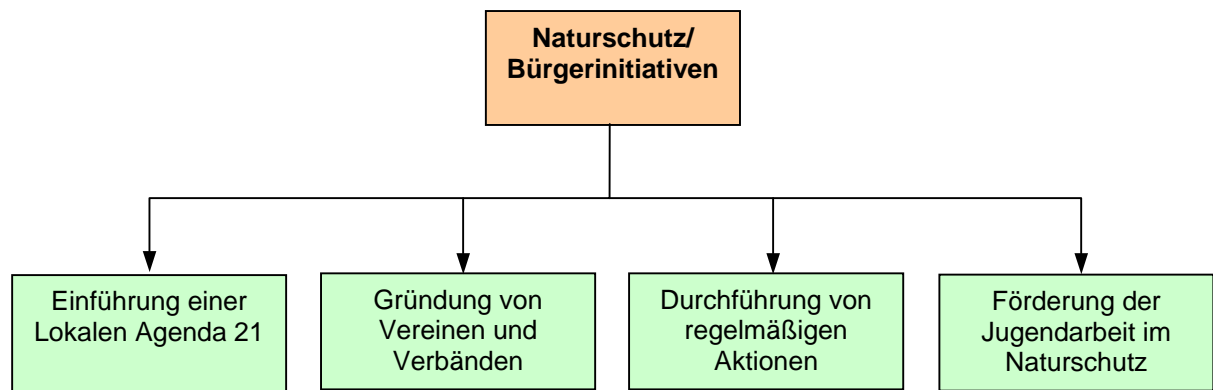 Naturschutz/
Bürgerinitiativen
Einführung einer
Lokalen Agenda 21
Gründung von
Vereinen und
Verbänden
Durchführung von
regelmäßigen
Aktionen
Förderung der
Jugendarbeit im
Naturschutz